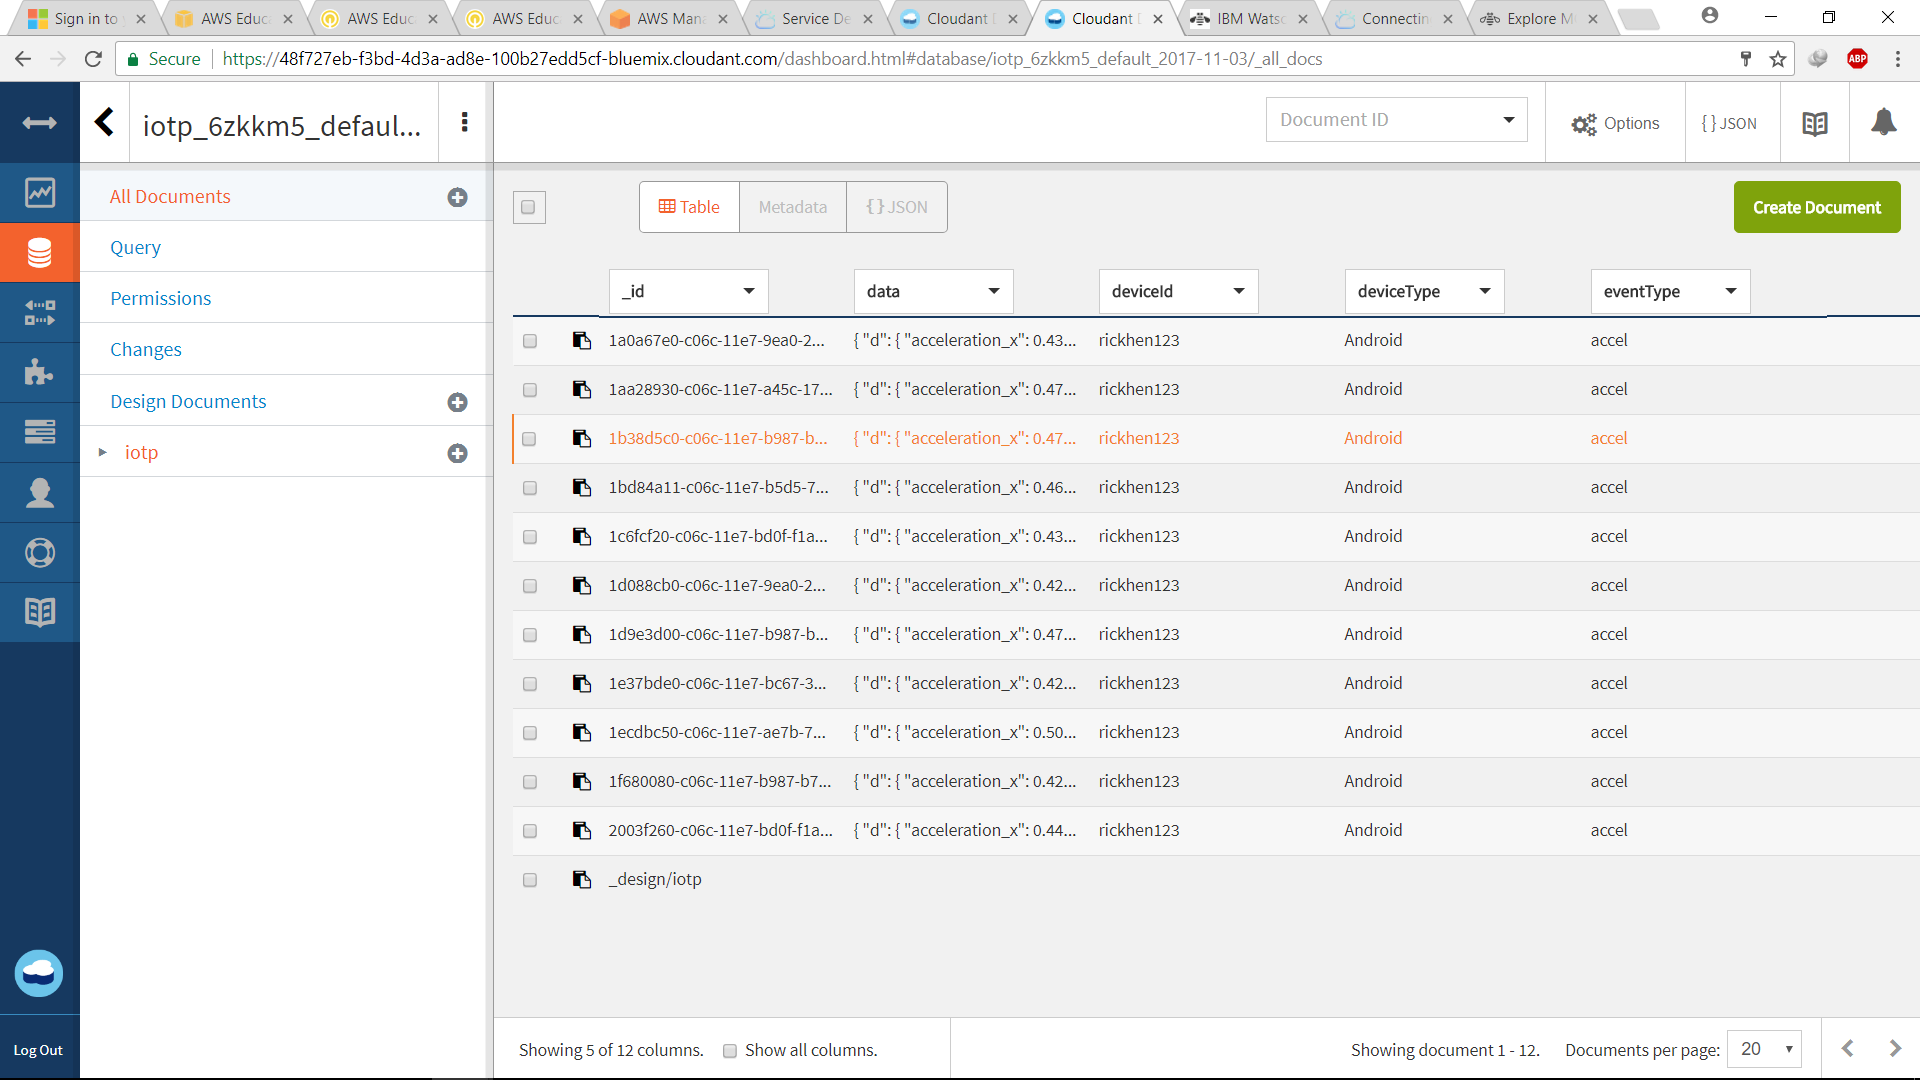 Sign in to y
AWS Educ
AWS Educ
AWS Educ
AWS Mana
Service De
Cloudant D
Cloudant D
IBM Wats
Connectin
Explore M
Secure
https://48f727eb-f3bd-4d3a-ad8e-100b27edd5cf-bluemix.cloudant.com/dashboard.html#database/iotp_6zkkm5_default_2017-11-03/_all_docs
ABP
iotp_6zkkm5_defaul...
Document ID
Options
{ } JSON
All Documents
Query
Permissions
Changes
Design Documents
iotp
Table
Metadata
{ } JSON
Create Document
_id data deviceId deviceType eventType
1a0a67e0-c06c-11e7-9ea0-2... { "d": { "acceleration_x": 0.43... rickhen123 Android accel
1aa28930-c06c-11e7-a45c-17... { "d": { "acceleration_x": 0.47... rickhen123 Android accel
1b38d5c0-c06c-11e7-b987-b... { "d": { "acceleration_x": 0.47... rickhen123 Android accel
1bd84a11-c06c-11e7-b5d5-7... { "d": { "acceleration_x": 0.46... rickhen123 Android accel
1c6fcf20-c06c-11e7-bd0f-f1a... { "d": { "acceleration_x": 0.43... rickhen123 Android accel
1d088cb0-c06c-11e7-9ea0-2... { "d": { "acceleration_x": 0.42... rickhen123 Android accel
1d9e3d00-c06c-11e7-b987-b... { "d": { "acceleration_x": 0.47... rickhen123 Android accel
1e37bde0-c06c-11e7-bc67-3... { "d": { "acceleration_x": 0.42... rickhen123 Android accel
1ecdbc50-c06c-11e7-ae7b-7... { "d": { "acceleration_x": 0.50... rickhen123 Android accel
1f680080-c06c-11e7-b987-b7... { "d": { "acceleration_x": 0.42... rickhen123 Android accel
2003f260-c06c-11e7-bd0f-f1a... { "d": { "acceleration_x": 0.44... rickhen123 Android accel
_design/iotp
Log Out
Showing 5 of 12 columns.
Show all columns.
Showing document 1 - 12.
Documents per page: 20